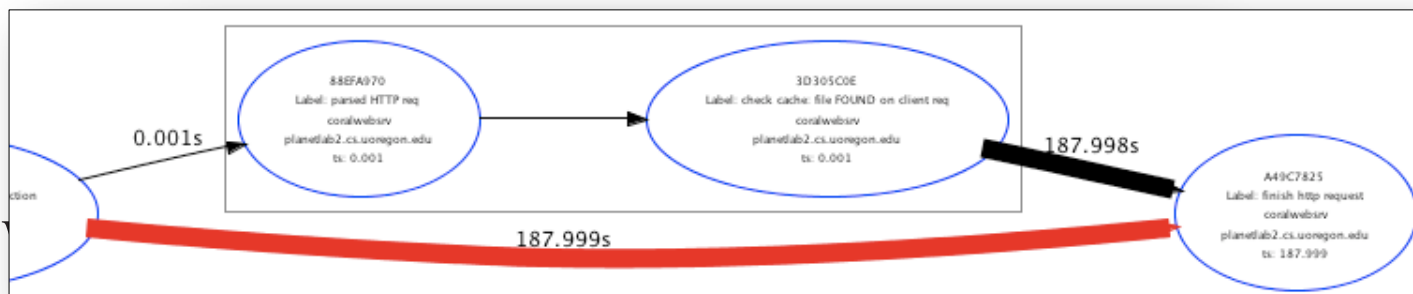 0.001s
88EFA970
Label: parsed HTTP req
coralwebsrv
planetlab2.cs.uoregon.edu
ts: 0.001
3D305C0E
Label: check cache: file FOUND on client req
coralwebsrv
planetlab2.cs.uoregon.edu
ts: 0.001
187.998s
ction
187.999s
A49C7825
Label: finish http request
coralwebsrv
planetlab2.cs.uoregon.edu
ts: 187.999